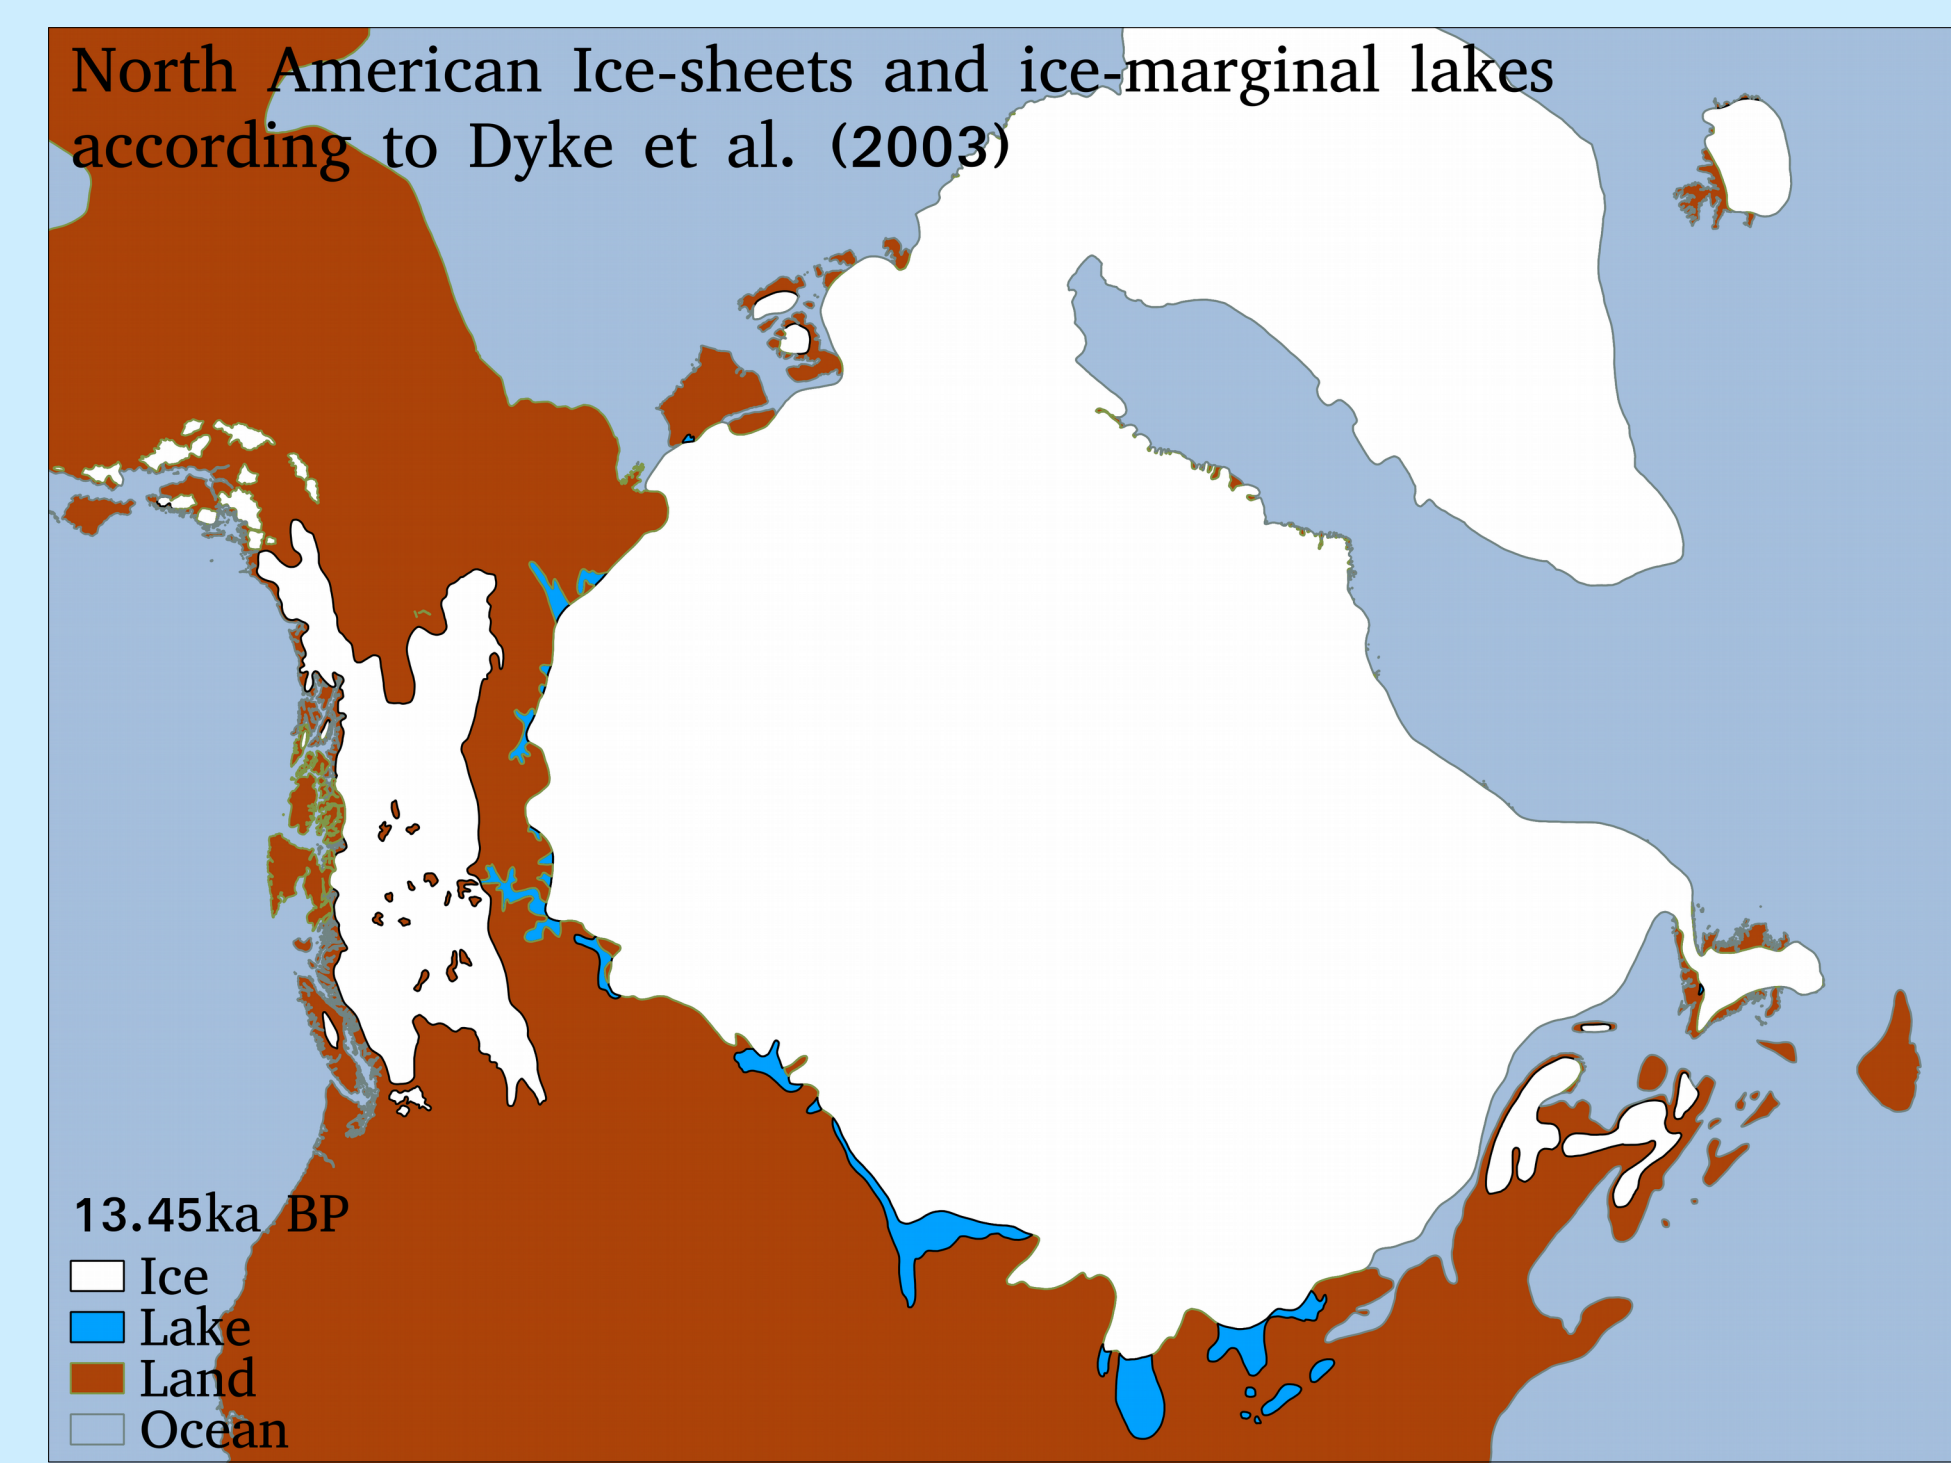 North American Ice-sheets and ice-marginal lakes
according to Dyke et al. (2003)
13.45ka BP
Ice
Lake
Land
Ocean